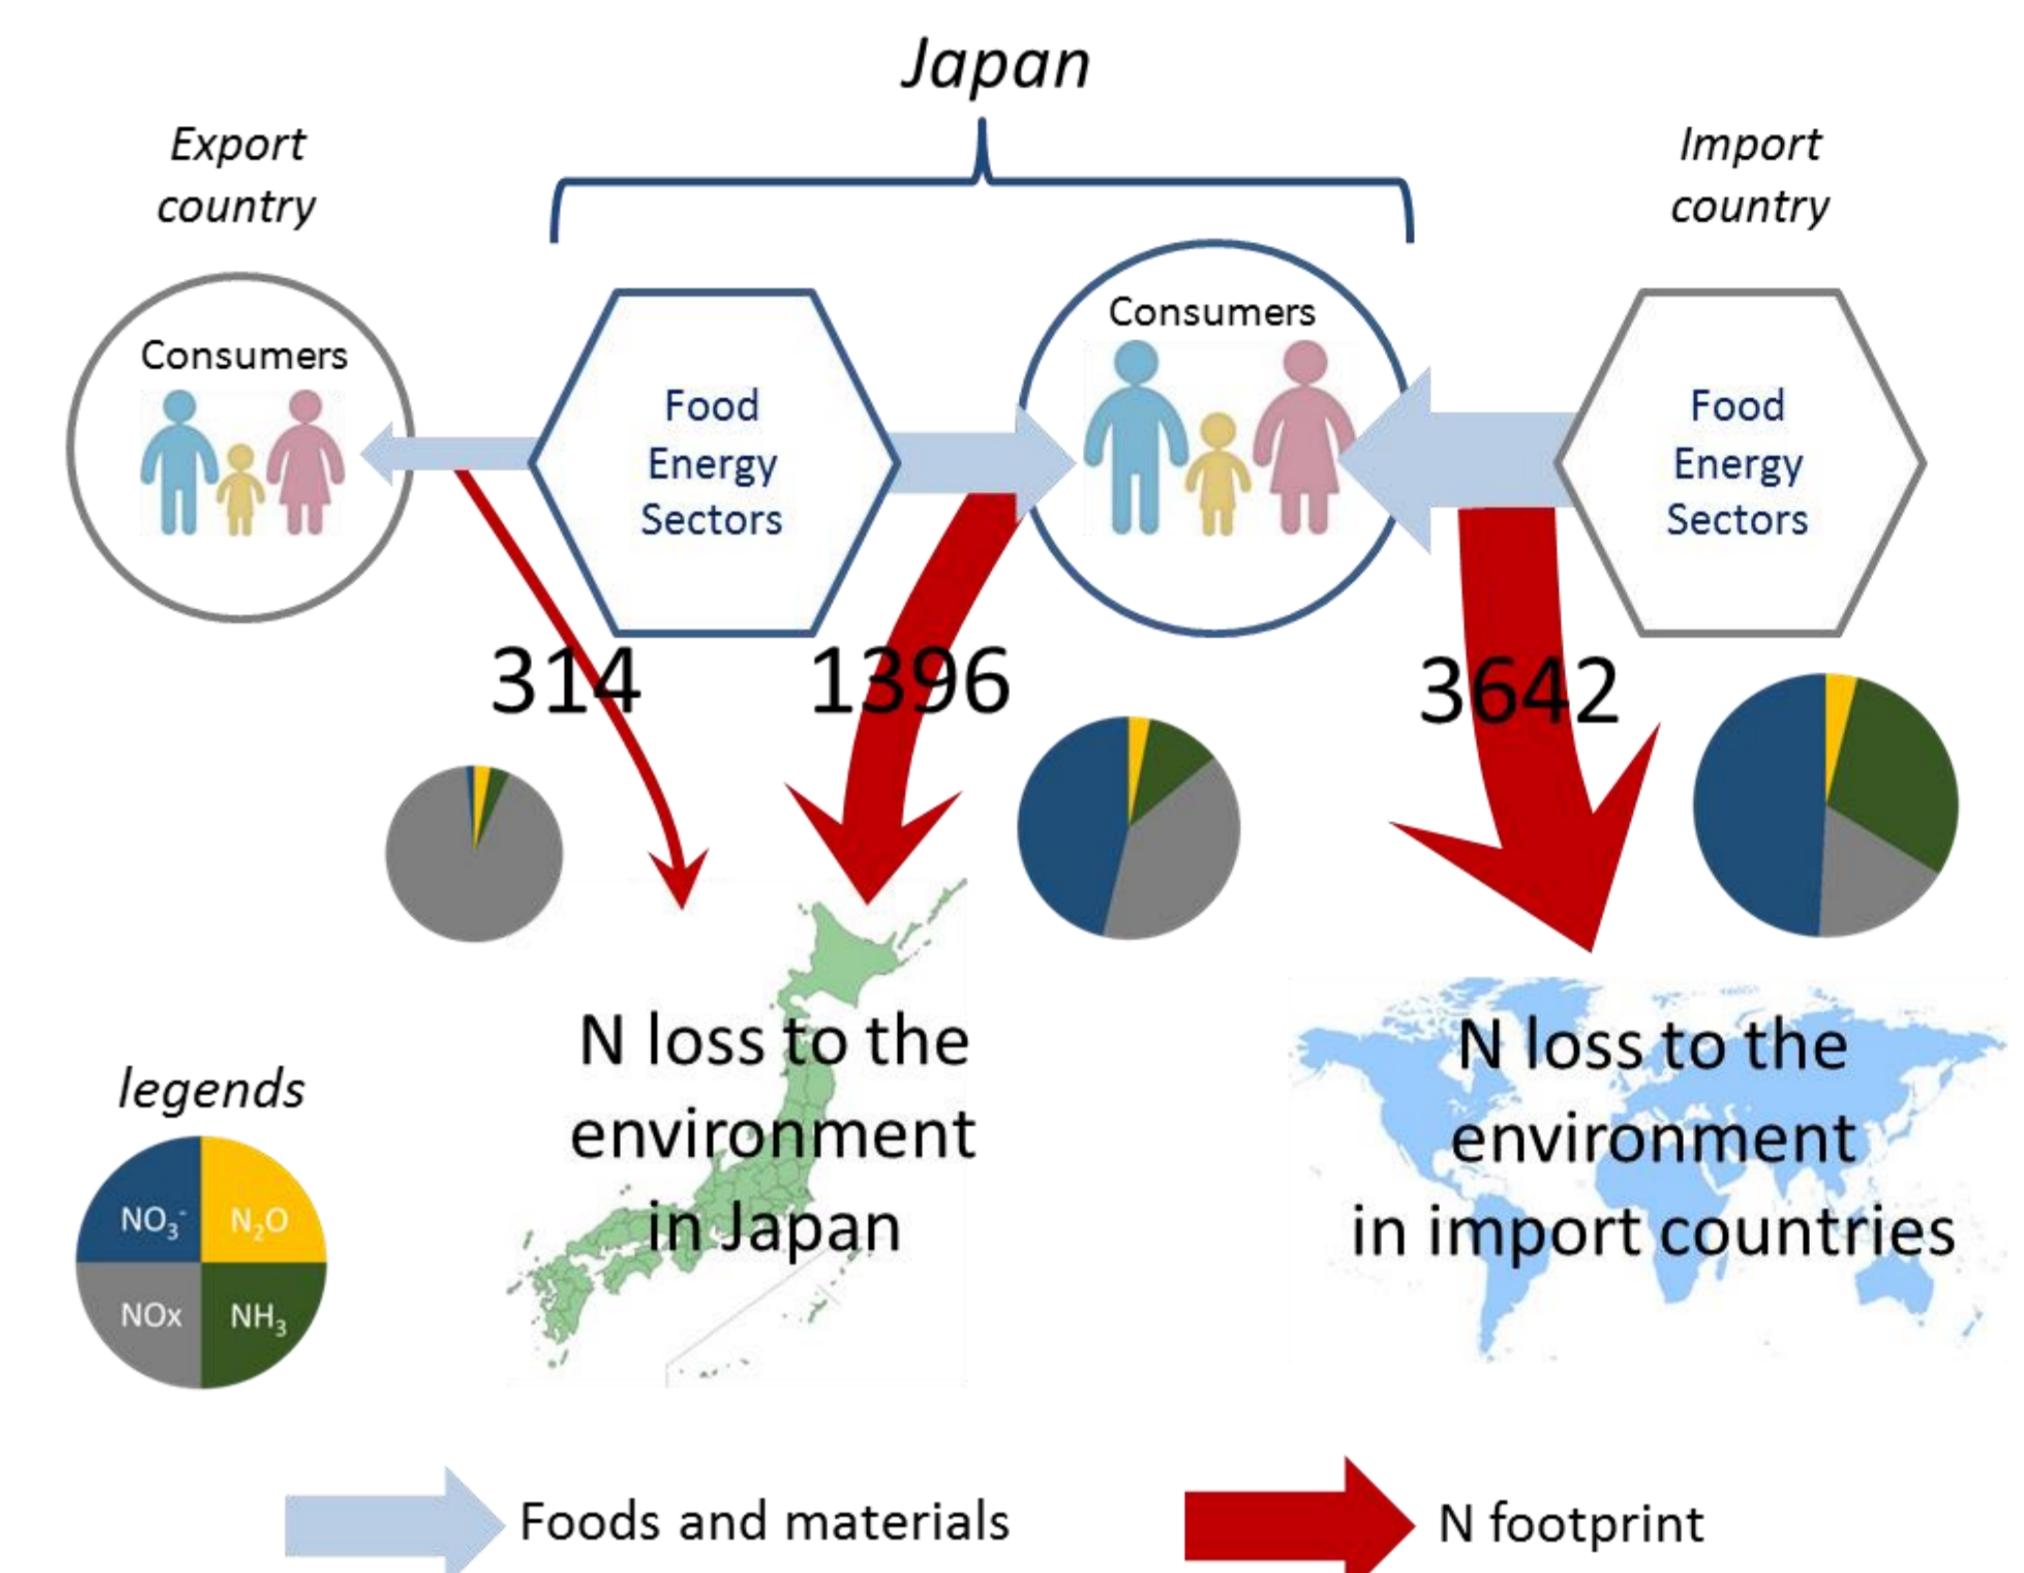 Japan
Export
country
Import
country
Consumers
Food
Energy
Sectors
Consumers
Food
Energy
Sectors
314
1396
3642
N loss to the
environment
in Japan
N loss to the
environment
in import countries
legends
NO₃⁻
N₂O
NOx
NH₃
Foods and materials
N footprint